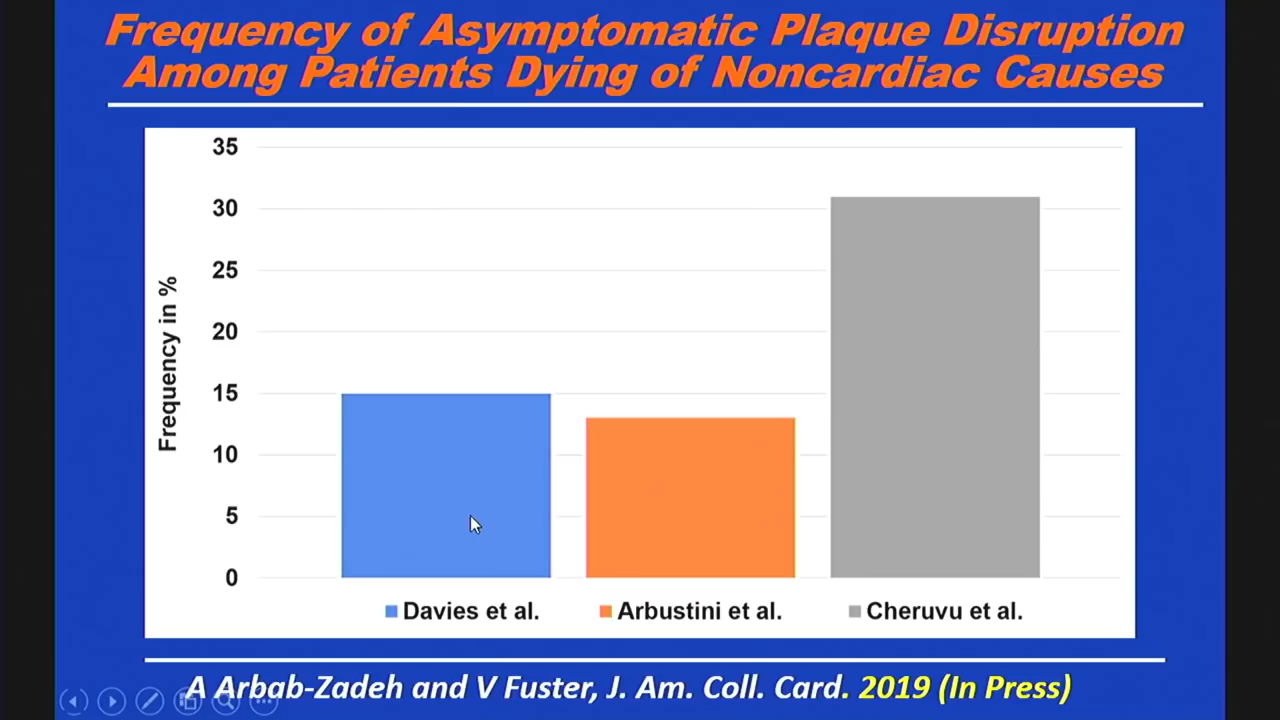 Frequency of Asymptomatic Plaque Disruption
Among Patients Dying of Noncardiac Causes
Frequency in %
35
30
25
20
15
10
5
0
Davies et al.
Arbustini et al.
Cheruvu et al.
A Arbab-Zadeh and V Fuster, J. Am. Coll. Card. 2019 (In Press)